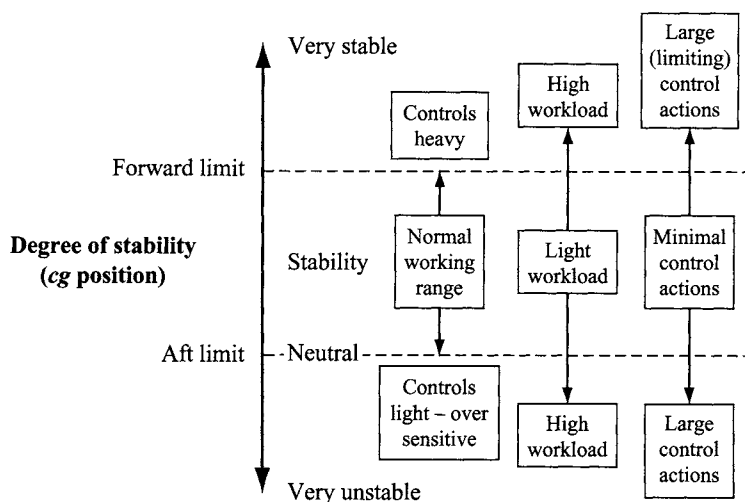 Very stable
Large
(limiting)
control
actions
High
workload
Controls
heavy
Forward limit
Degree of stability
(cg position)
Stability
Normal
working
range
Light
workload
Minimal
control
actions
Aft limit
Neutral
Controls
light – over
sensitive
High
workload
Large
control
actions
Very unstable